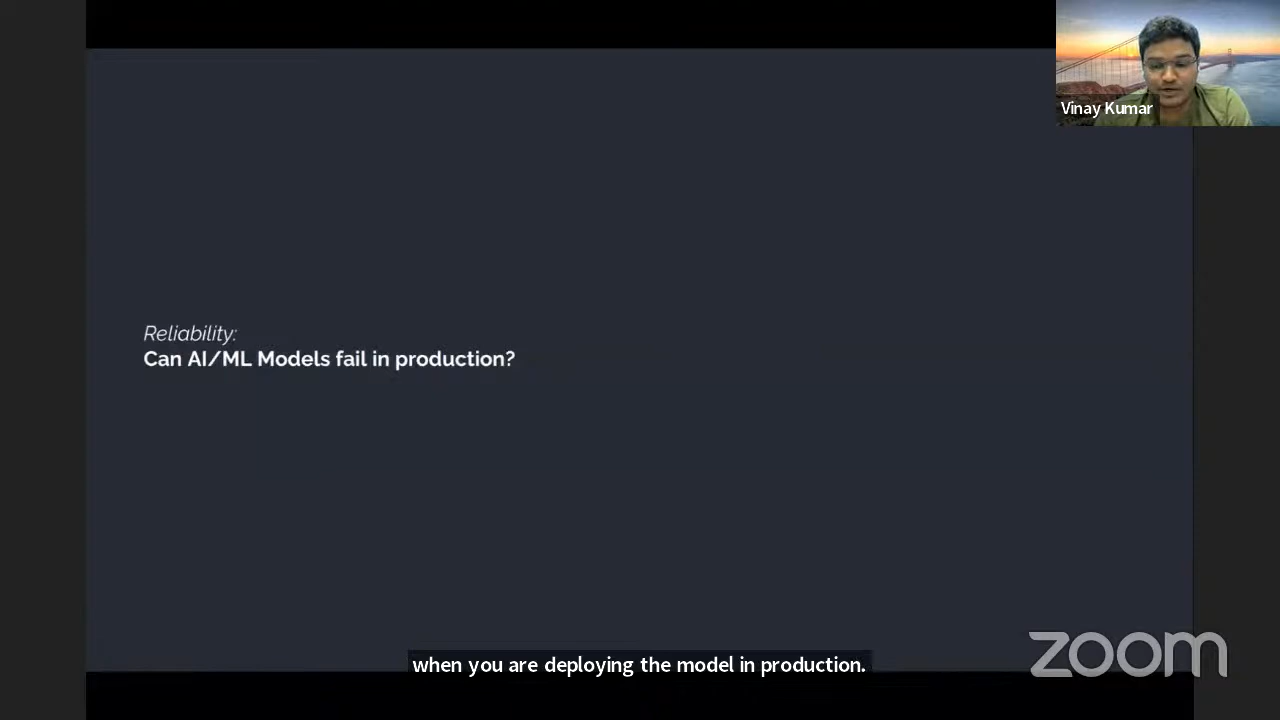 Vinay Kumar
Reliability:
Can AI/ML Models fail in production?
when you are deploying the model in production.
zoom